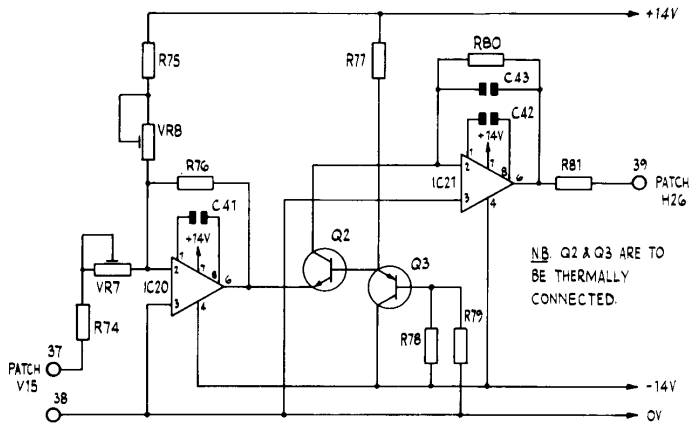 +14V
R75
R77
R80
C43
C42
+14V
VR8
R76
1
7
8
2
6
R81
39
C41
IC21
3
4
PATCH
H26
+14V
1
7
8
Q2
VR7
2
6
Q3
IC20
3
4
N.B. Q2 & Q3 ARE TO
BE THERMALLY
CONNECTED.
R74
R78
R79
37
PATCH
V15
-14V
38
0V